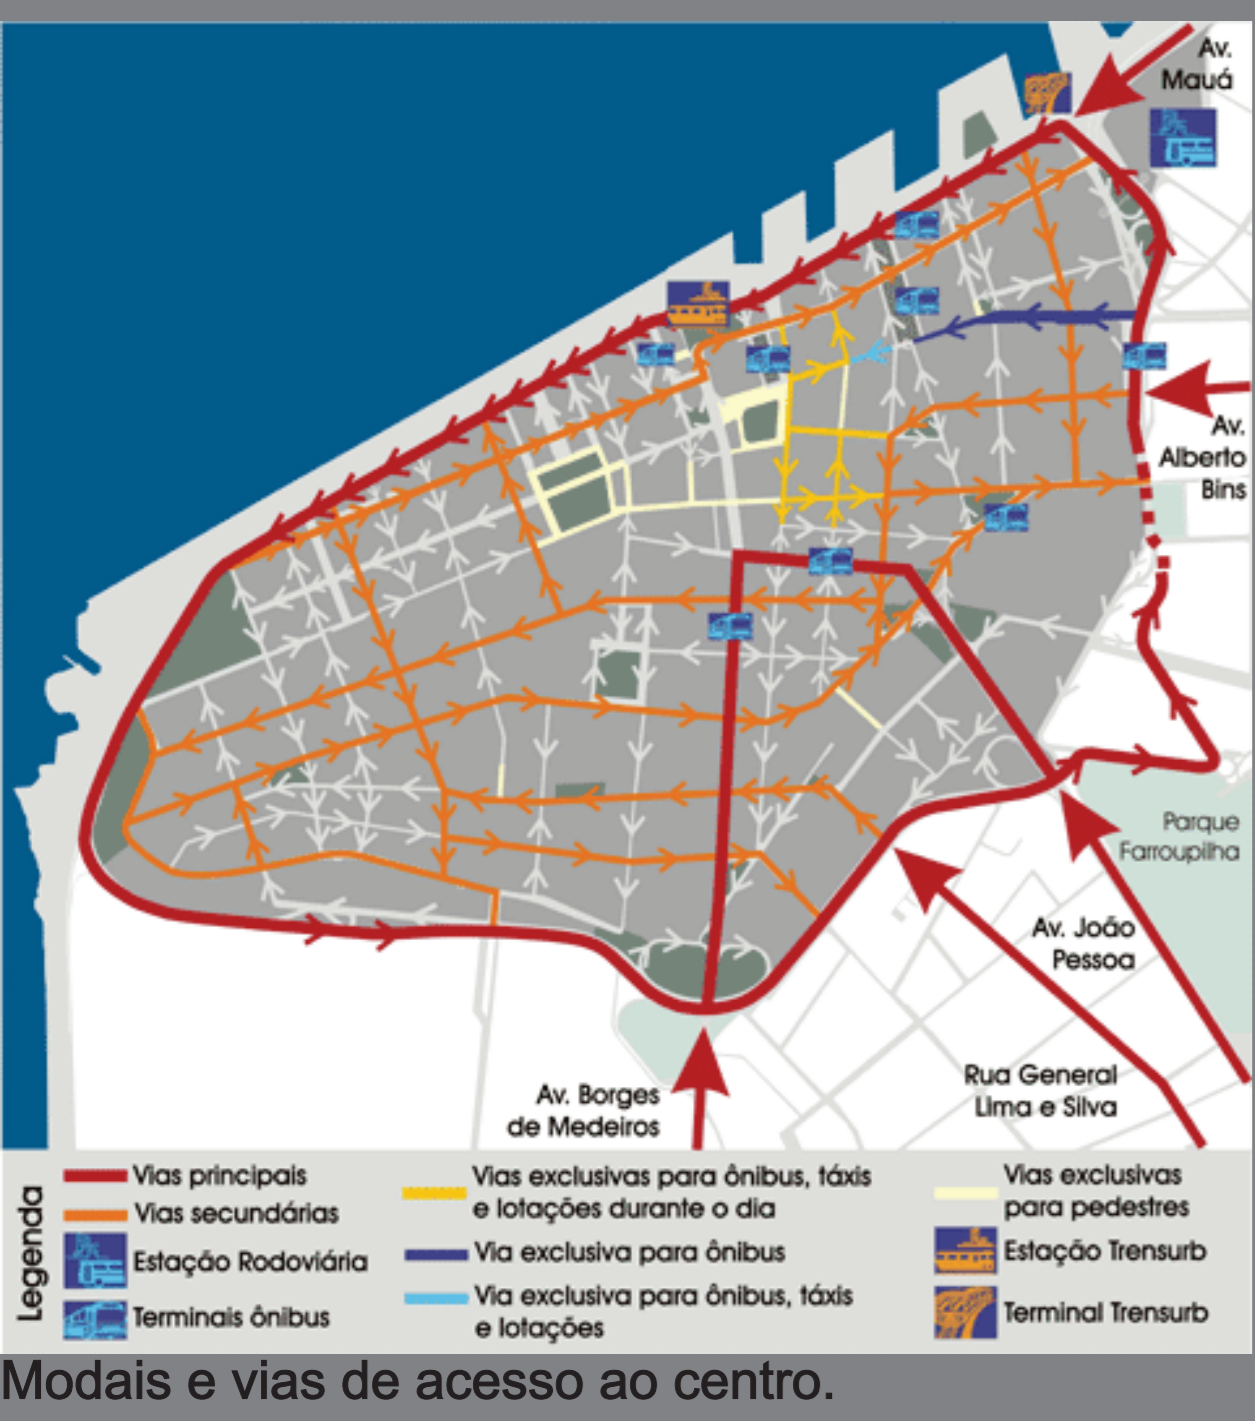 Av.
Mauá
Av.
Alberto
Bins
Parque
Farroupilha
Av. João
Pessoa
Rua General
Lima e Silva
Av. Borges
de Medeiros
Legenda
Vias principais
Vias secundárias
Estação Rodoviária
Terminais ônibus
Vias exclusivas para ônibus, táxis
e lotações durante o dia
Via exclusiva para ônibus
Via exclusiva para ônibus, táxis
e lotações
Vias exclusivas
para pedestres
Estação Trensurb
Terminal Trensurb
Modais e vias de acesso ao centro.